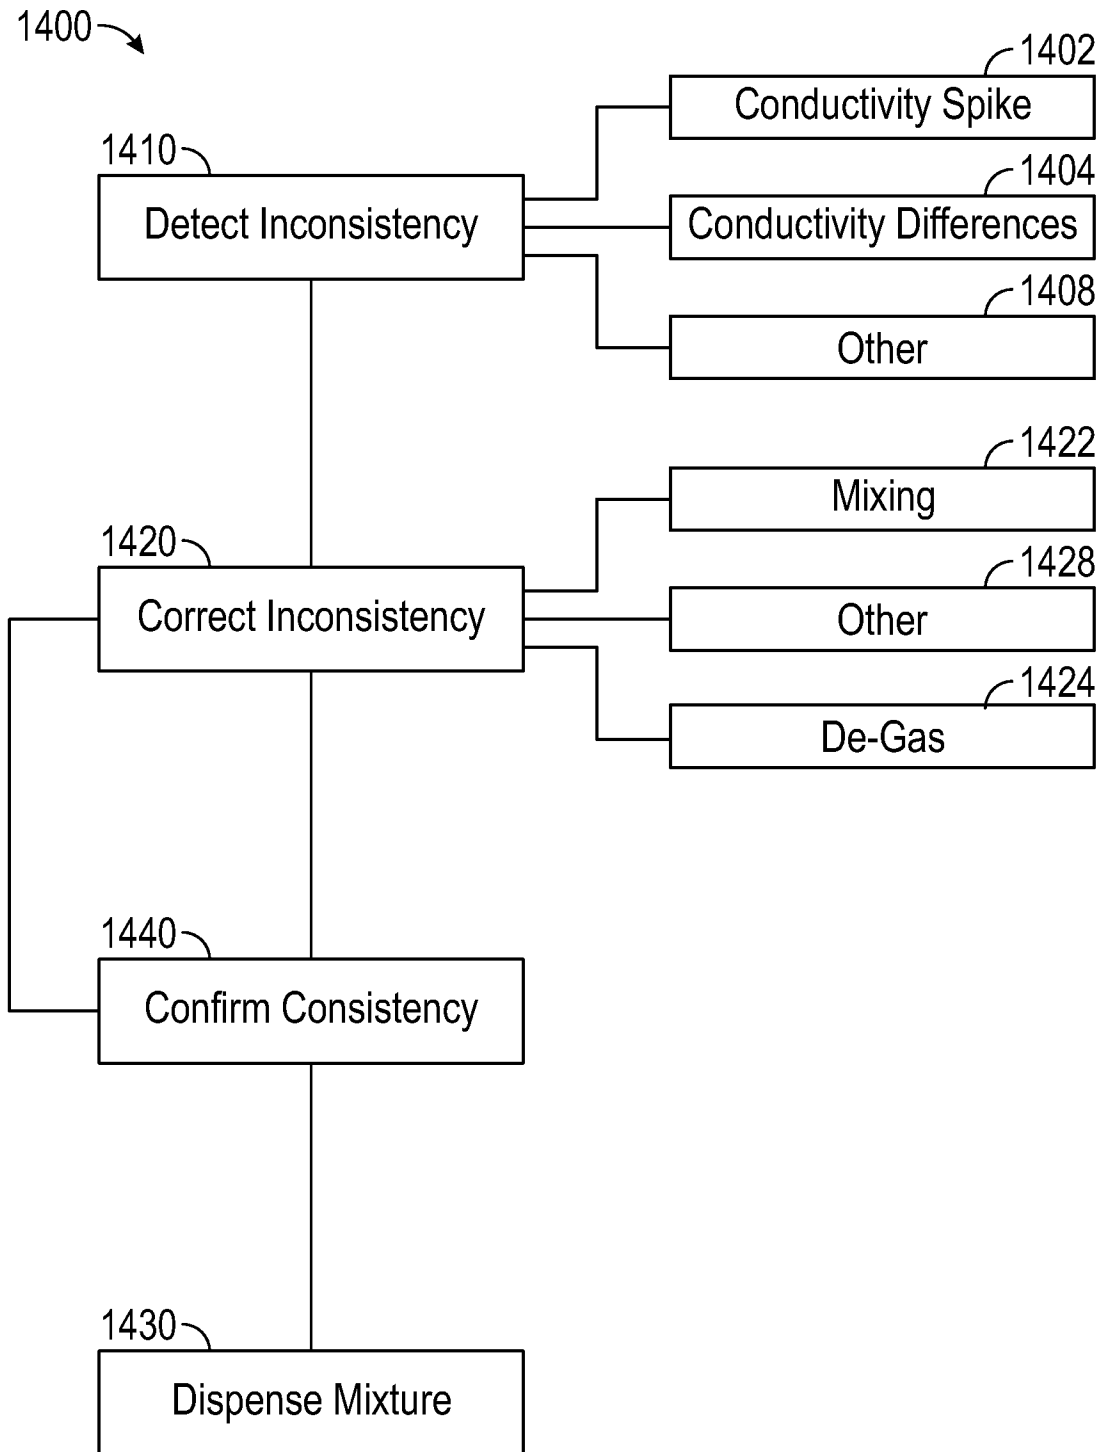 1400
1402
Conductivity Spike
1410
Detect Inconsistency
1404
Conductivity Differences
1408
Other
1422
Mixing
1420
Correct Inconsistency
1428
Other
1424
De-Gas
1440
Confirm Consistency
1430
Dispense Mixture